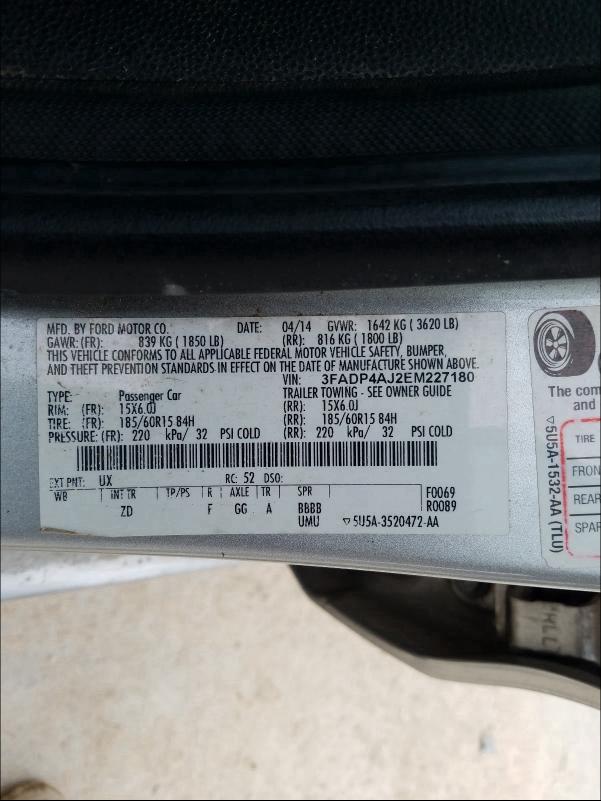 MFD. BY FORD MOTOR CO. DATE: 04/14 GVWR: 1642 KG ( 3620 LB)
GAWR: (FR): 839 KG ( 1850 LB) (RR): 816 KG ( 1800 LB)
THIS VEHICLE CONFORMS TO ALL APPLICABLE FEDERAL MOTOR VEHICLE SAFETY, BUMPER,
AND THEFT PREVENTION STANDARDS IN EFFECT ON THE DATE OF MANUFACTURE SHOWN ABOVE.
VIN: 3FADP4AJ2EM227180
TYPE: Passenger Car TRAILER TOWING - SEE OWNER GUIDE
RIM: (FR) 15X6.0J (RR): 15X6.0J
TIRE: (FR) 185/60R15 84H (RR): 185/60R15 84H
PRESSURE: (FR) 220 kPa/ 32 PSI COLD (RR): 220 kPa/ 32 PSI COLD
EXT PNT: UX RC: 52 DSO:
WB INT TR TP/PS R AXLE TR SPR F0069
ZD F GG A BBBB R0089
UMU ▽5U5A-3520472-AA
▽5U5A-1532-AA (TLU)
The com
and
TIRE
FRON
REAR
SPAR